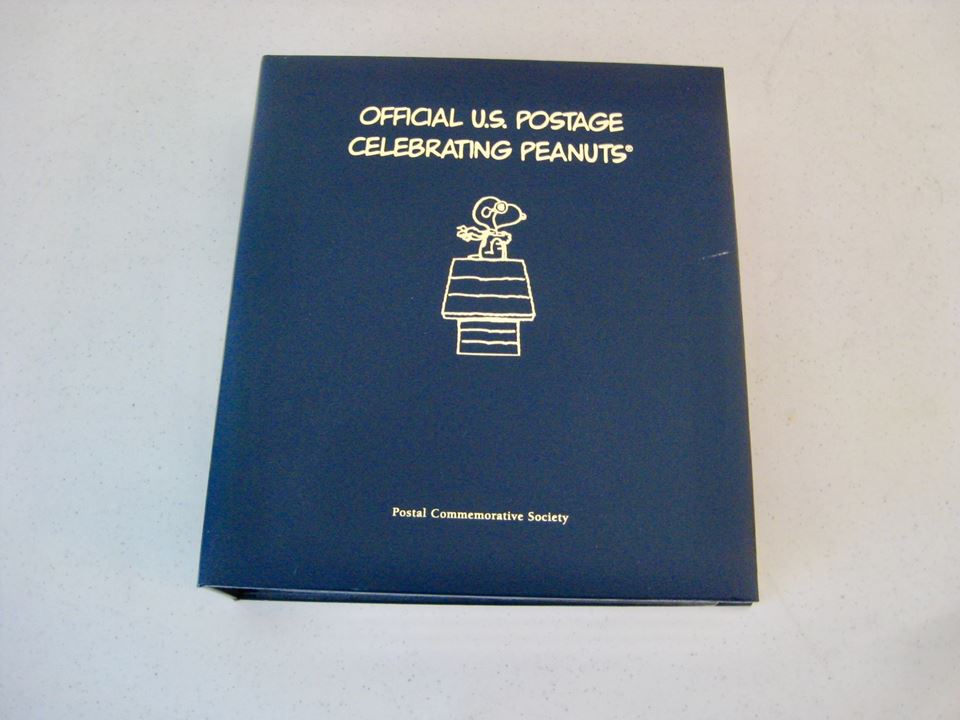 OFFICIAL U.S. POSTAGE
CELEBRATING PEANUTS®
Postal Commemorative Society